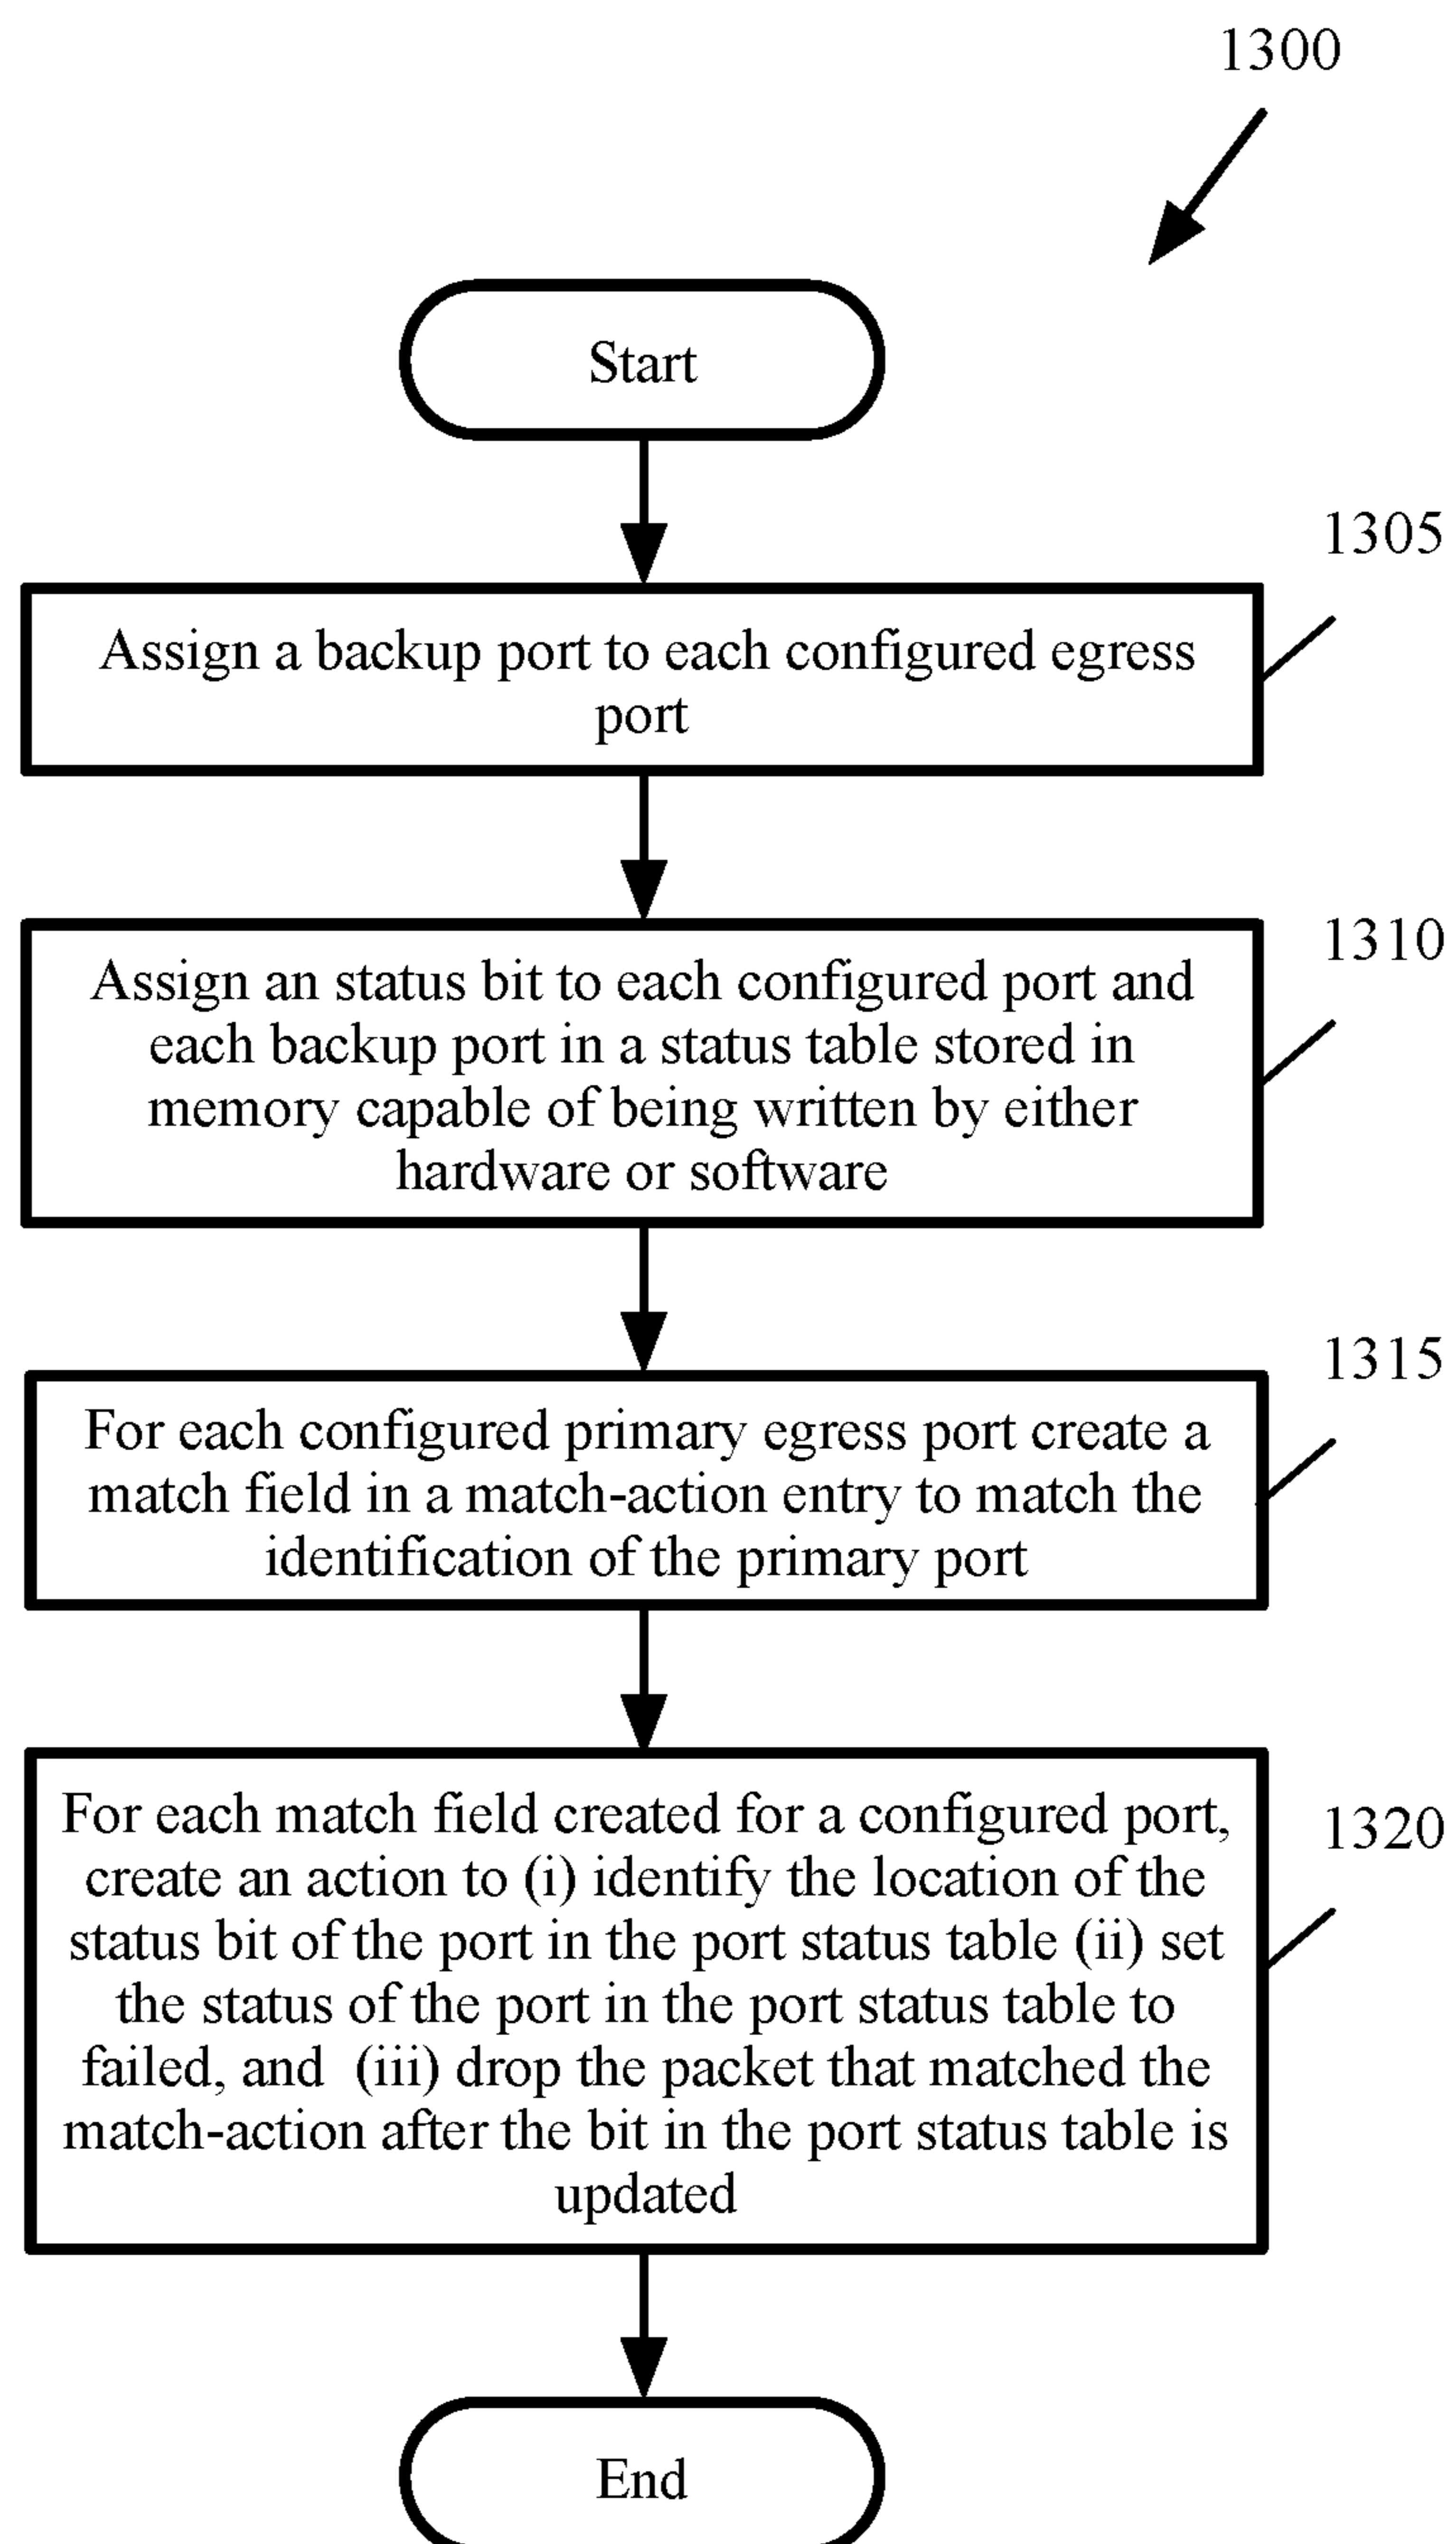 1300
Start
1305
Assign a backup port to each configured egress
port
1310
Assign an status bit to each configured port and
each backup port in a status table stored in
memory capable of being written by either
hardware or software
1315
For each configured primary egress port create a
match field in a match-action entry to match the
identification of the primary port
1320
For each match field created for a configured port,
create an action to (i) identify the location of the
status bit of the port in the port status table (ii) set
the status of the port in the port status table to
failed, and (iii) drop the packet that matched the
match-action after the bit in the port status table is
updated
End